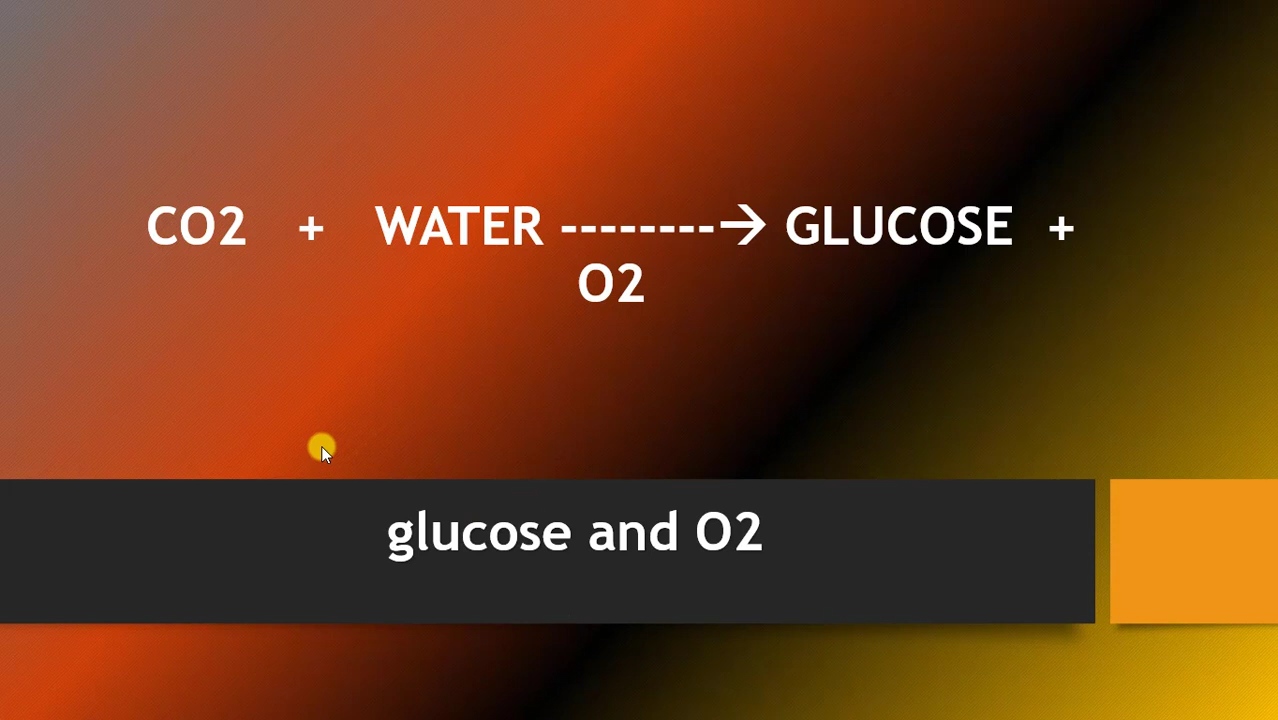 CO2 + WATER --------→ GLUCOSE +
O2
glucose and O2